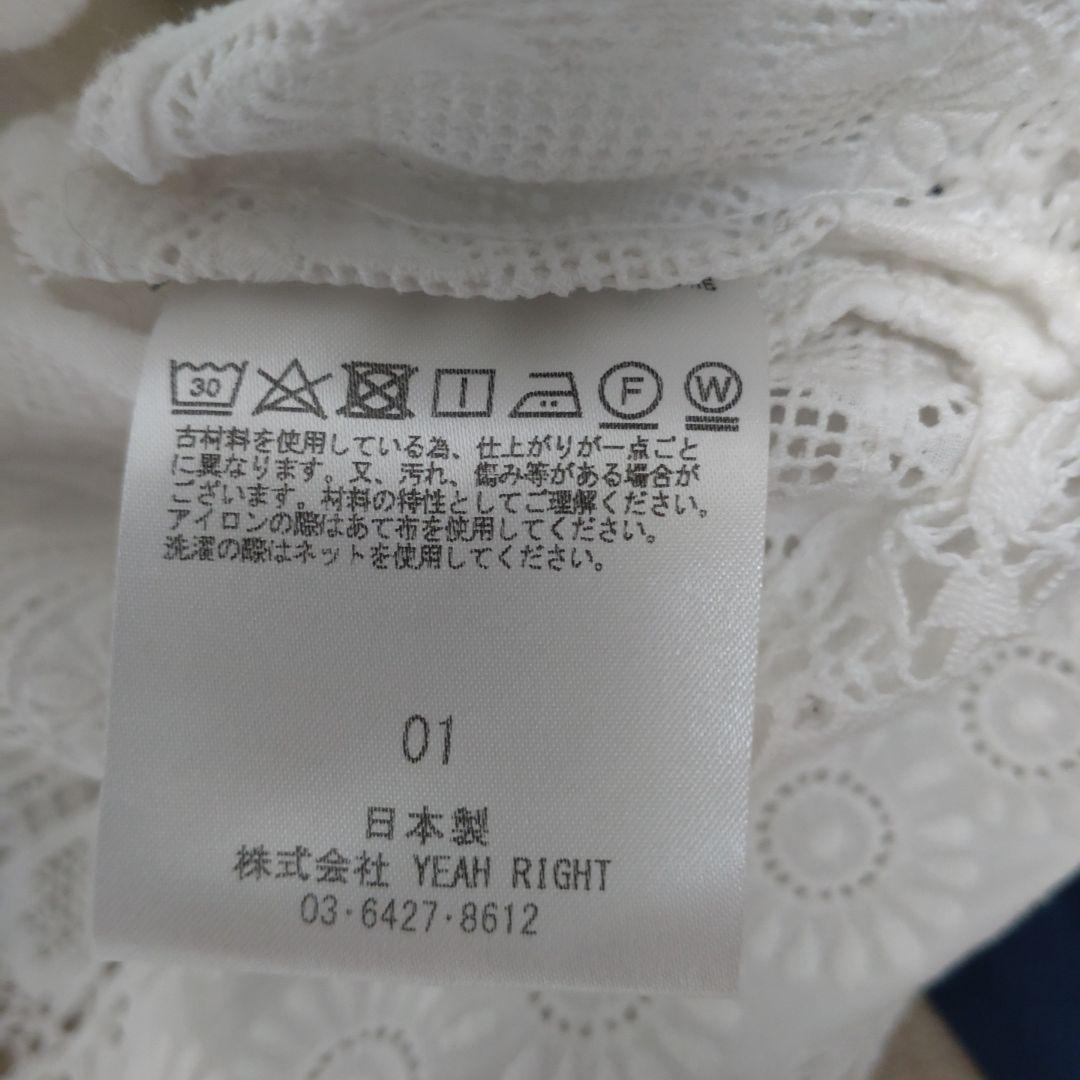 30 F W
古材料を使用している為、仕上がりが一点ごと
に異なります。又、汚れ、傷み等がある場合が
ございます。材料の特性としてご理解ください。
アイロンの際はあて布を使用してください。
洗濯の際はネットを使用してください。
01
日本製
株式会社 YEAH RIGHT
03·6427·8612